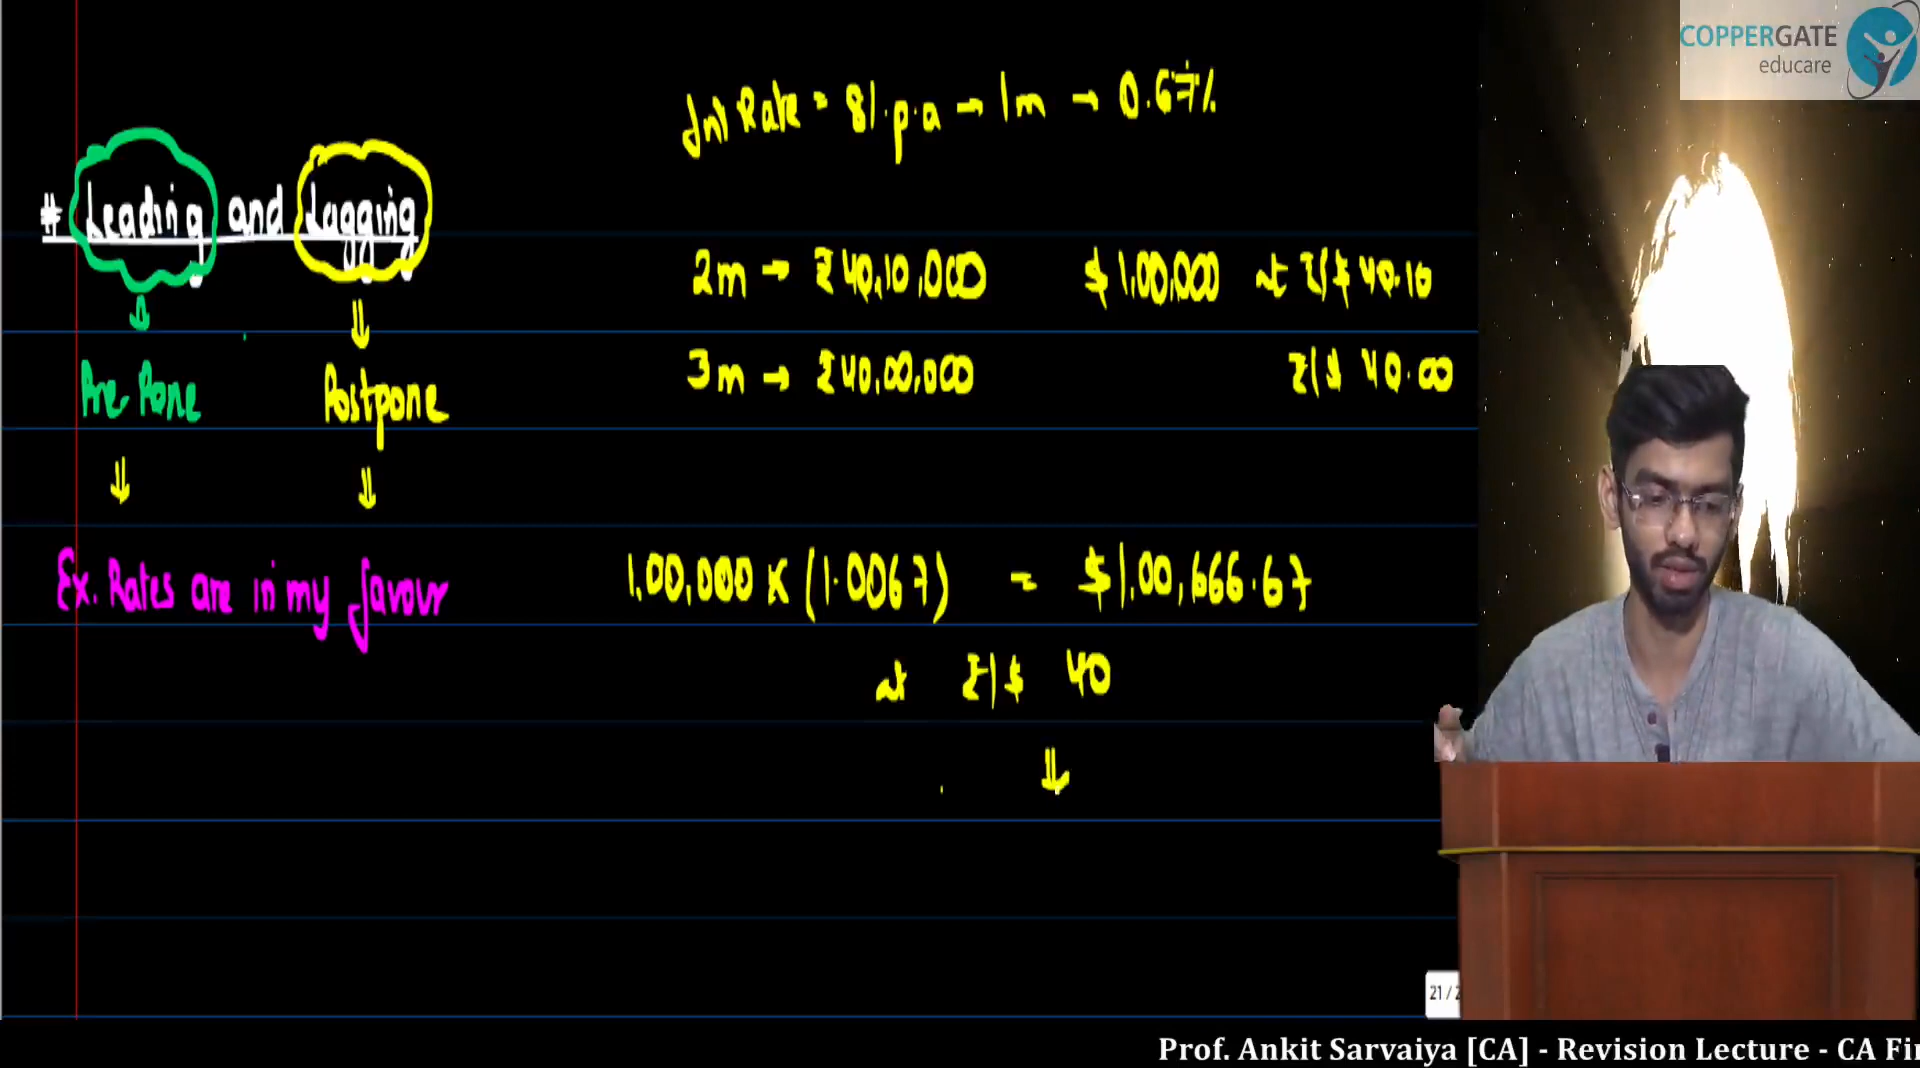 COPPERGATE
educare
Int Rate = 8%.p.a → 1m → 0.67%
# Leading and Lagging
2m → ₹40,10,000 $1,00,000 at ₹/$ 40.10
3m → ₹40,00,000 ₹/$ 40.00
Pre Pone Postpone
Ex. Rates are in my favour
1,00,000 x (1.0067) = $1,00,666.67
at ₹/$ 40
21 / 2
Prof. Ankit Sarvaiya [CA] - Revision Lecture - CA Fi